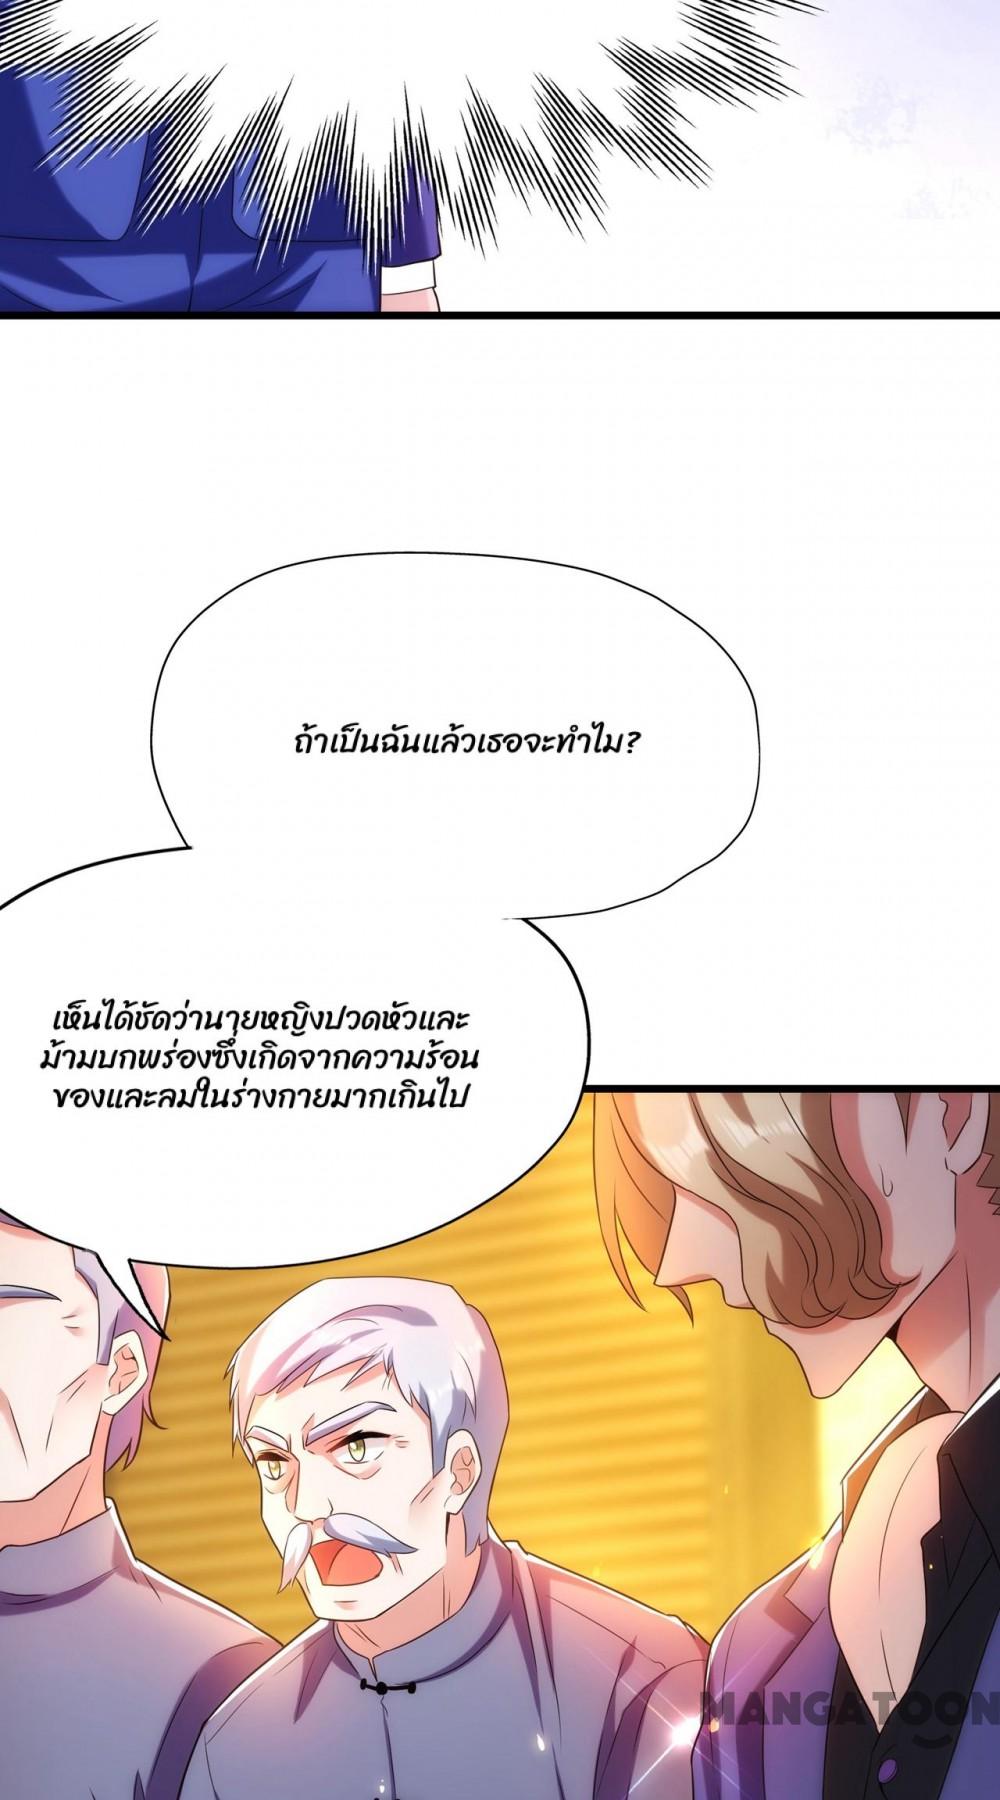 ถ้าเป็นฉันแล้วเธอจะทำไม?
เห็นได้ชัดว่านายหญิงปวดหัวและ
ม้ามบกพร่องซึ่งเกิดจากความร้อน
ของและลมในร่างกายมากเกินไป
MANGATOON